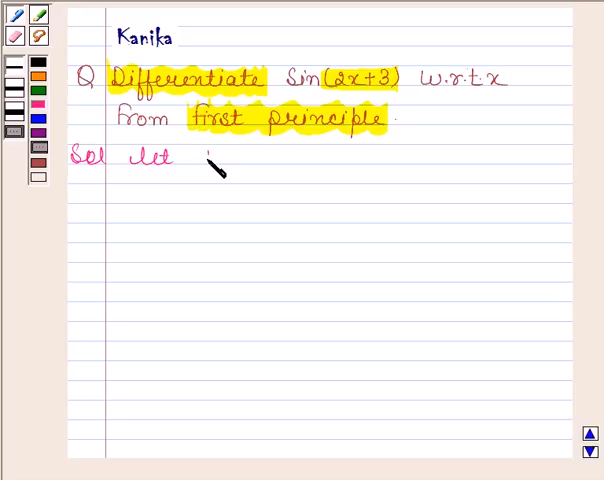 Kanika
Q Differentiate Sin(2x+3) w.r.t.x
From first principle.
Sol let